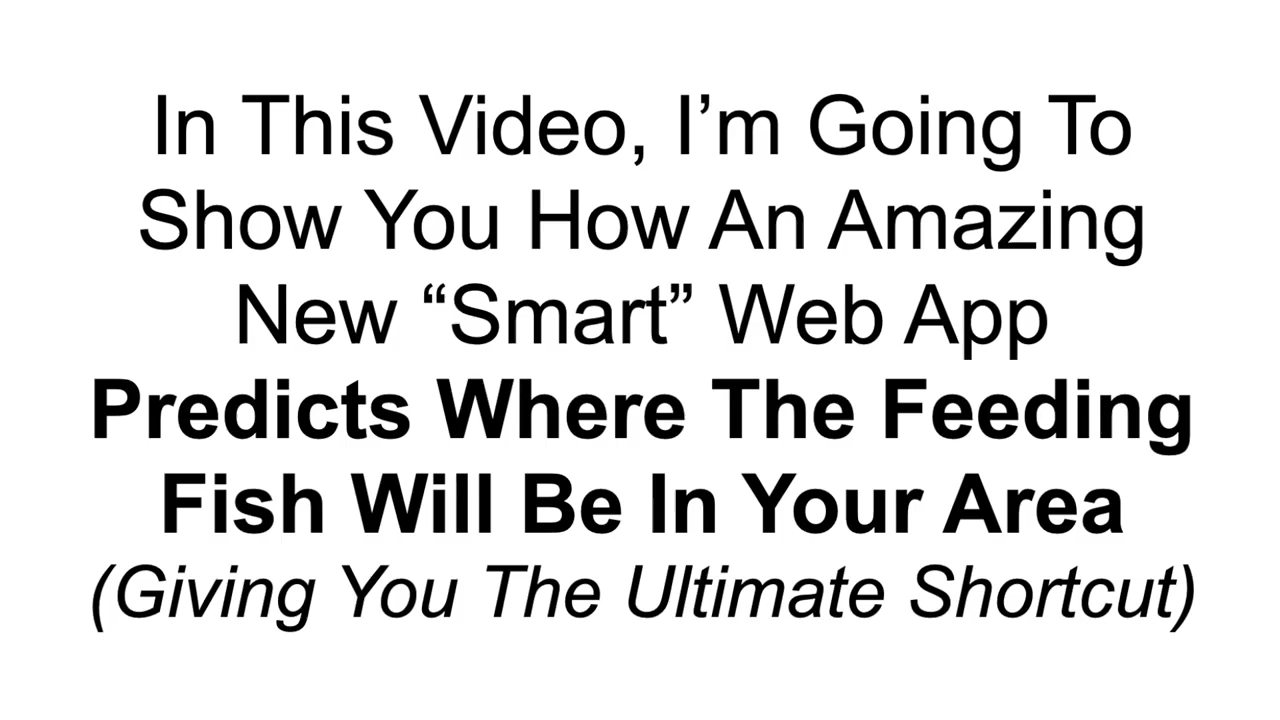 In This Video, I’m Going To
Show You How An Amazing
New “Smart” Web App
Predicts Where The Feeding
Fish Will Be In Your Area
(Giving You The Ultimate Shortcut)